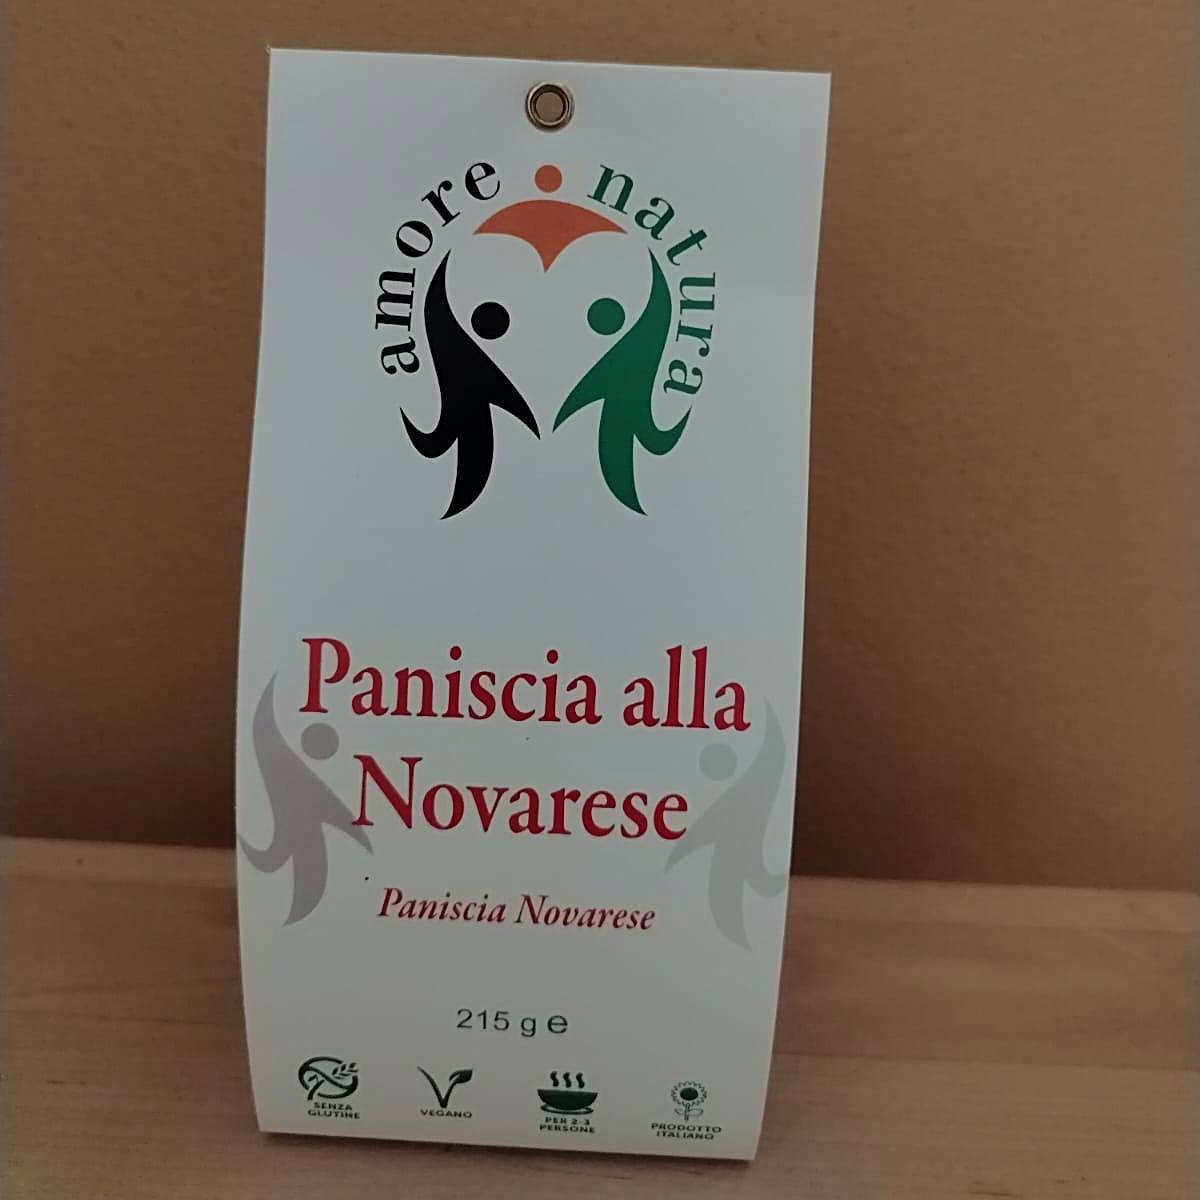 amore natura
Paniscia alla
Novarese
Paniscia Novarese
215 g e
SENZA
GLUTINE
VEGANO
PER 2-3
PERSONE
PRODOTTO
ITALIANO